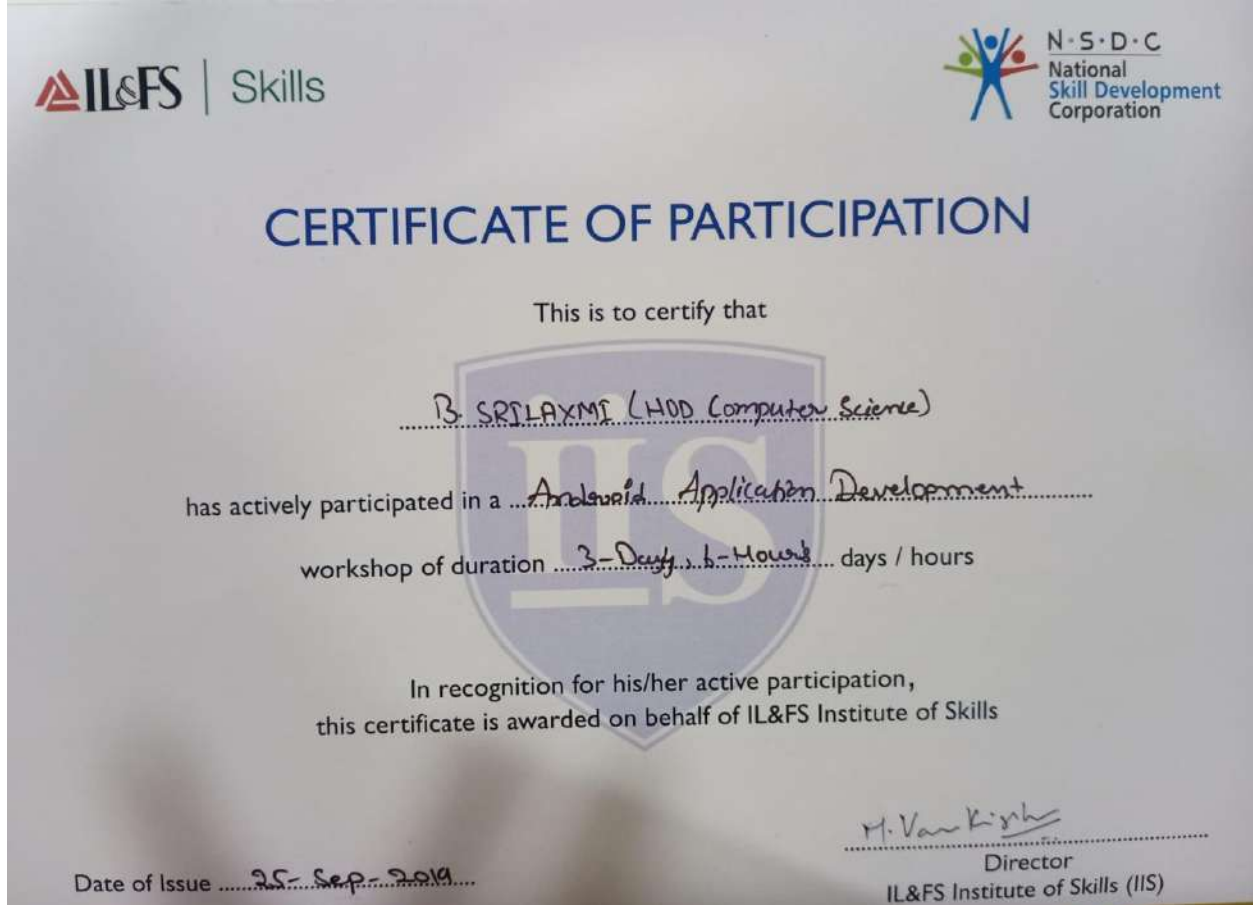 IL&FS | Skills
N·S·D·C
National
Skill Development
Corporation
CERTIFICATE OF PARTICIPATION
This is to certify that
B. SRILAXMI (HOD Computer Science)
IIS
has actively participated in a Android Application Development
workshop of duration 3-Days, 6-Hours days / hours
In recognition for his/her active participation,
this certificate is awarded on behalf of IL&FS Institute of Skills
Date of Issue 25-Sep-2019
Director
IL&FS Institute of Skills (IIS)